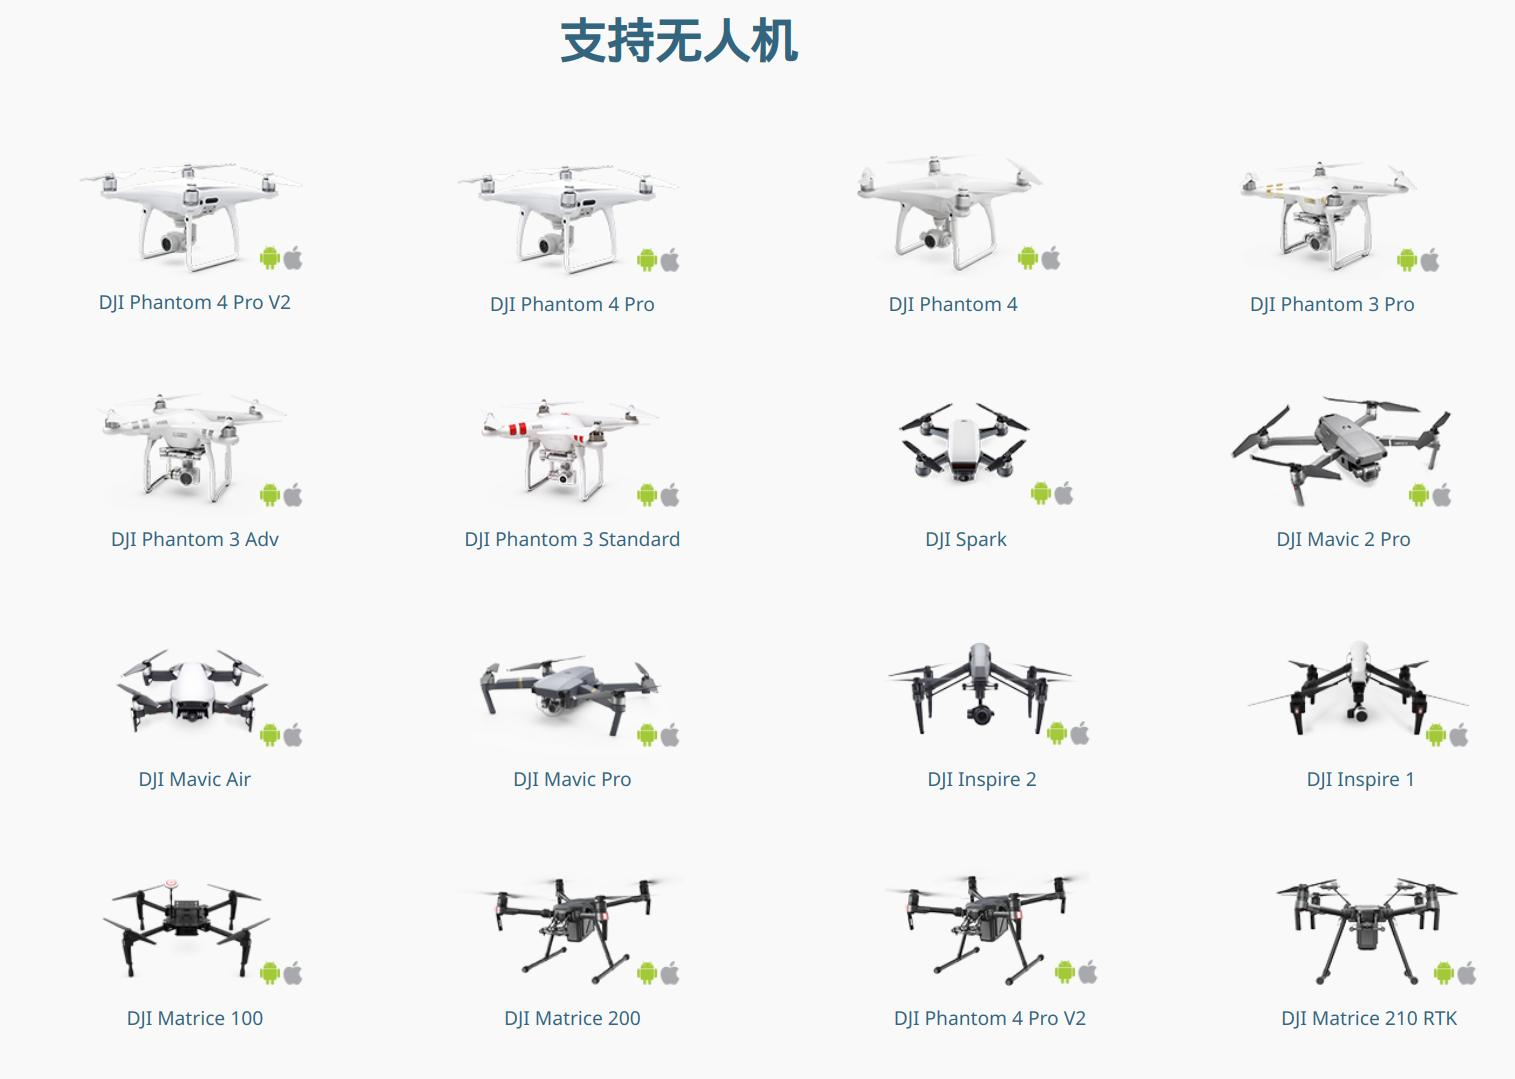 支持无人机
DJI Phantom 4 Pro V2
DJI Phantom 4 Pro
DJI Phantom 4
DJI Phantom 3 Pro
DJI Phantom 3 Adv
DJI Phantom 3 Standard
DJI Spark
DJI Mavic 2 Pro
DJI Mavic Air
DJI Mavic Pro
DJI Inspire 2
DJI Inspire 1
DJI Matrice 100
DJI Matrice 200
DJI Phantom 4 Pro V2
DJI Matrice 210 RTK